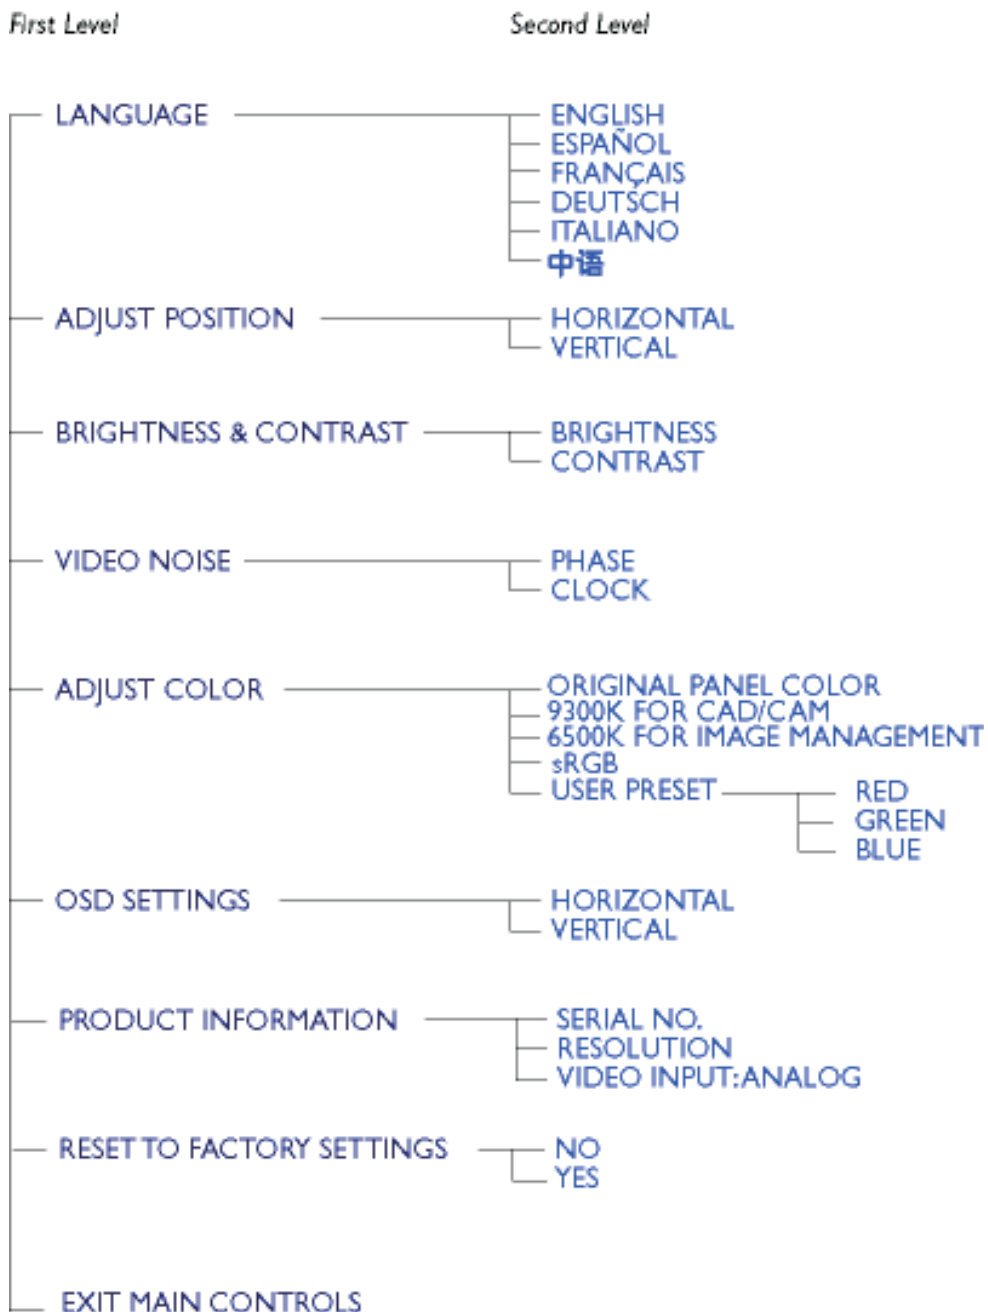 First Level
Second Level
LANGUAGE
ENGLISH
ESPAÑOL
FRANÇAIS
DEUTSCH
ITALIANO
中语
ADJUST POSITION
HORIZONTAL
VERTICAL
BRIGHTNESS & CONTRAST
BRIGHTNESS
CONTRAST
VIDEO NOISE
PHASE
CLOCK
ADJUST COLOR
ORIGINAL PANEL COLOR
9300K FOR CAD/CAM
6500K FOR IMAGE MANAGEMENT
sRGB
USER PRESET
RED
GREEN
BLUE
OSD SETTINGS
HORIZONTAL
VERTICAL
PRODUCT INFORMATION
SERIAL NO.
RESOLUTION
VIDEO INPUT:ANALOG
RESET TO FACTORY SETTINGS
NO
YES
EXIT MAIN CONTROLS